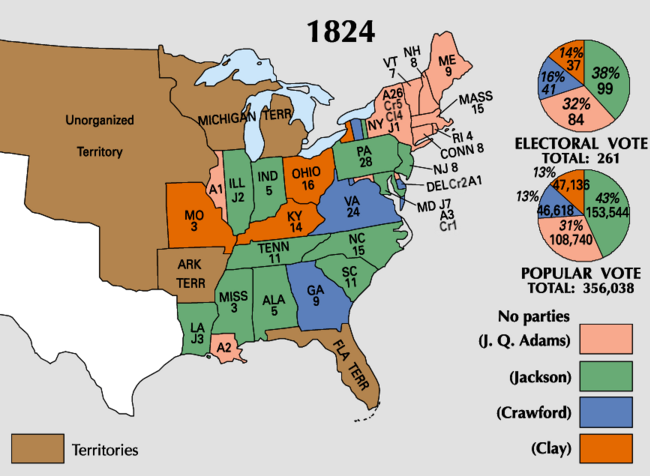 1824
Unorganized
Territory
MICHIGAN TERR
VT
7
NH
8
ME
9
MASS
15
RI 4
CONN 8
NJ 8
DELCr2A1
MD J7
A3
Cr1
A26
Cr5
Cl4
NY J1
PA
28
A1
ILL
J2
IND
5
OHIO
16
MO
3
KY
14
VA
24
NC
15
TENN
11
SC
11
ARK
TERR
MISS
3
ALA
5
GA
9
LA
J3
A2
FLA TERR
Territories
14%
37
16%
41
38%
99
32%
84
ELECTORAL VOTE
TOTAL: 261
13%
47,136
13%
46,618
43%
153,544
31%
108,740
POPULAR VOTE
TOTAL: 356,038
No parties
(J. Q. Adams)
(Jackson)
(Crawford)
(Clay)